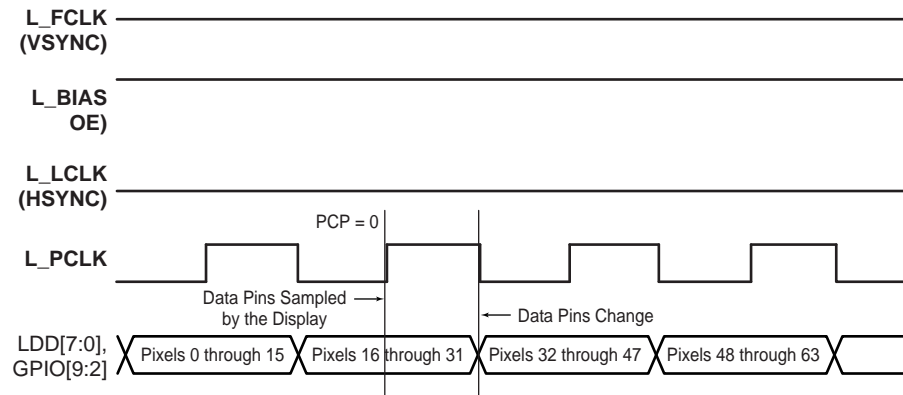 L_FCLK
(VSYNC)
L_BIAS
OE)
L_LCLK
(HSYNC)
PCP = 0
L_PCLK
Data Pins Sampled
by the Display
Data Pins Change
LDD[7:0],
GPIO[9:2]
Pixels 0 through 15
Pixels 16 through 31
Pixels 32 through 47
Pixels 48 through 63